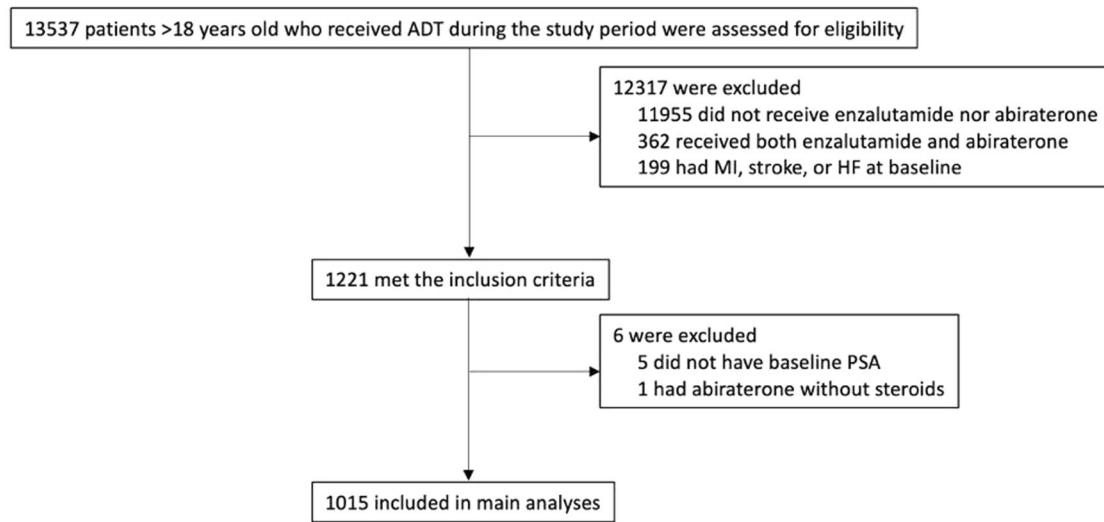 13537 patients >18 years old who received ADT during the study period were assessed for eligibility
12317 were excluded
11955 did not receive enzalutamide nor abiraterone
362 received both enzalutamide and abiraterone
199 had MI, stroke, or HF at baseline
1221 met the inclusion criteria
6 were excluded
5 did not have baseline PSA
1 had abiraterone without steroids
1015 included in main analyses